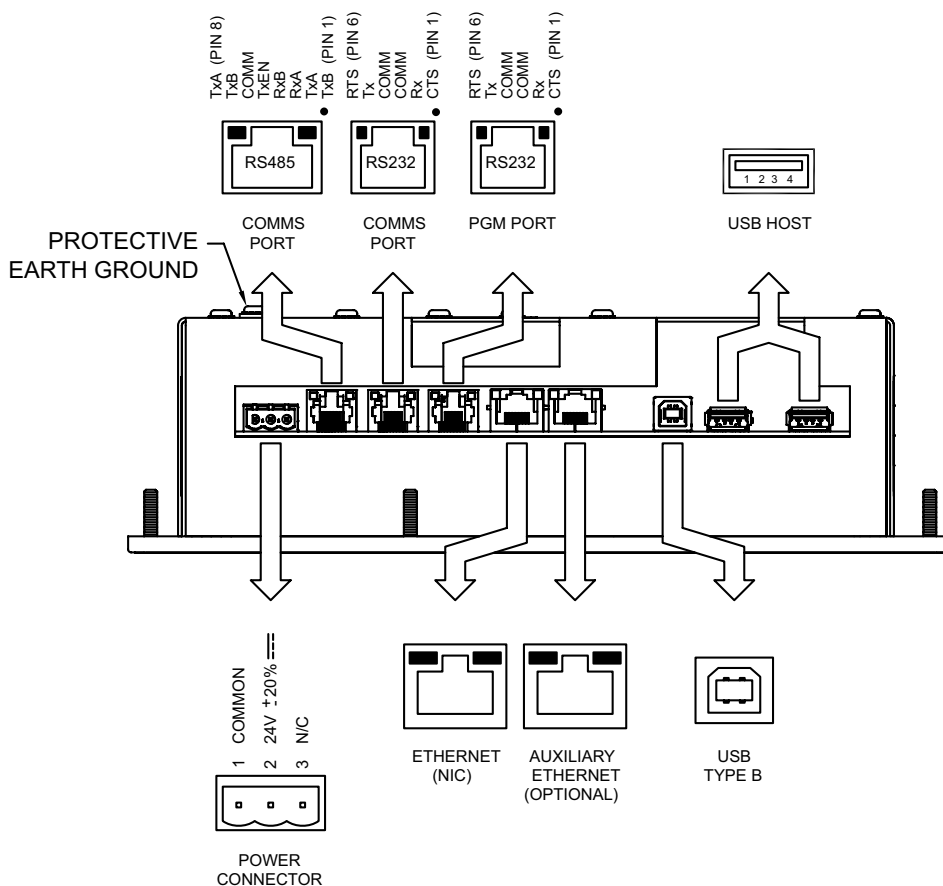 TxA (PIN 8)
TxB
COMM
TxEN
RxB
RxA
TxA
TxB (PIN 1)
RTS (PIN 6)
Tx
COMM
COMM
Rx
CTS (PIN 1)
RTS (PIN 6)
Tx
COMM
COMM
Rx
CTS (PIN 1)
RS485
RS232
RS232
1 2 3 4
COMMS
PORT
COMMS
PORT
PGM PORT
USB HOST
PROTECTIVE
EARTH GROUND
1 COMMON
2 24V ±20%
3 N/C
POWER
CONNECTOR
ETHERNET
(NIC)
AUXILIARY
ETHERNET
(OPTIONAL)
USB
TYPE B